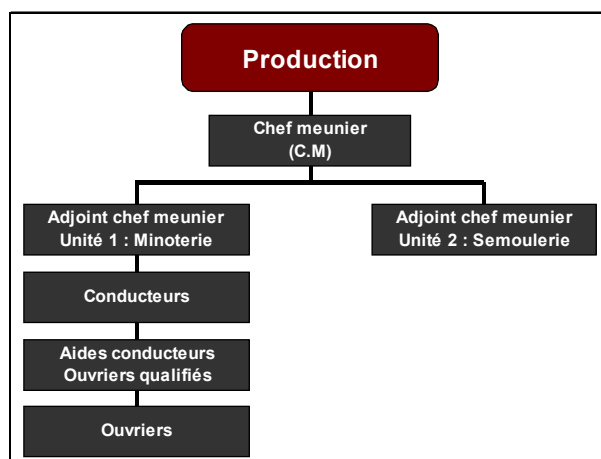 Production
Chef meunier
(C.M)
Adjoint chef meunier
Unité 1 : Minoterie
Adjoint chef meunier
Unité 2 : Semoulerie
Conducteurs
Aides conducteurs
Ouvriers qualifiés
Ouvriers